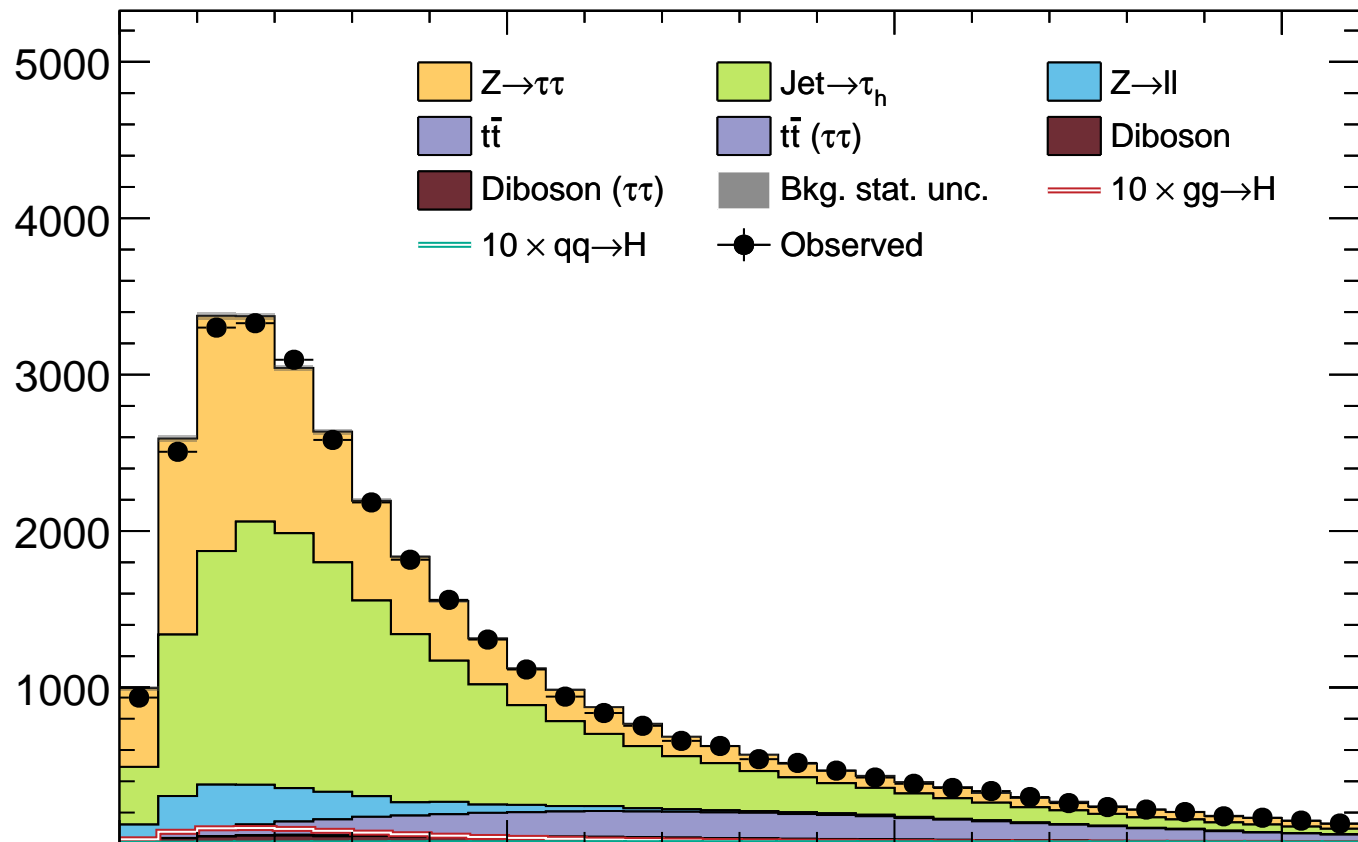 5000
4000
3000
2000
1000
Z→ττ Jet→τh Z→ll
tt̄ tt̄ (ττ) Diboson
Diboson (ττ) Bkg. stat. unc. 10 × gg→H
10 × qq→H Observed